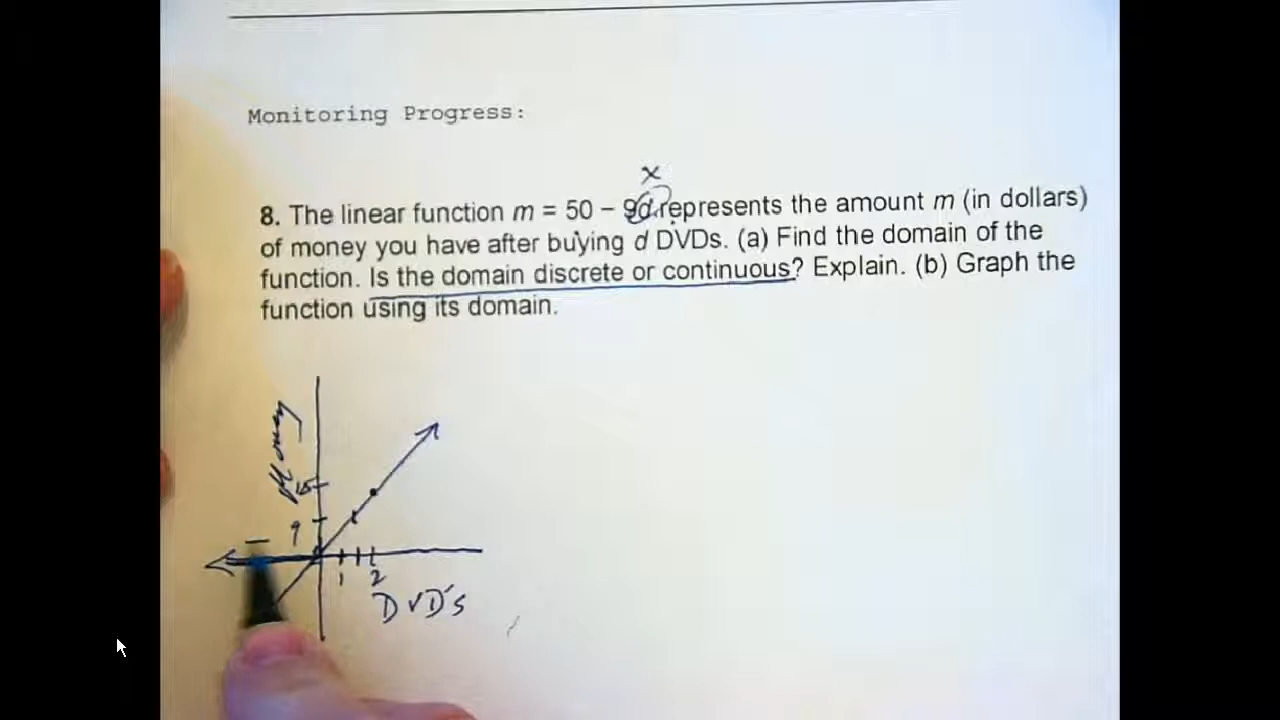 Monitoring Progress:
x
8. The linear function m = 50 − 9d represents the amount m (in dollars)
of money you have after buying d DVDs. (a) Find the domain of the
function. Is the domain discrete or continuous? Explain. (b) Graph the
function using its domain.
Money
9
1 2
DVD's